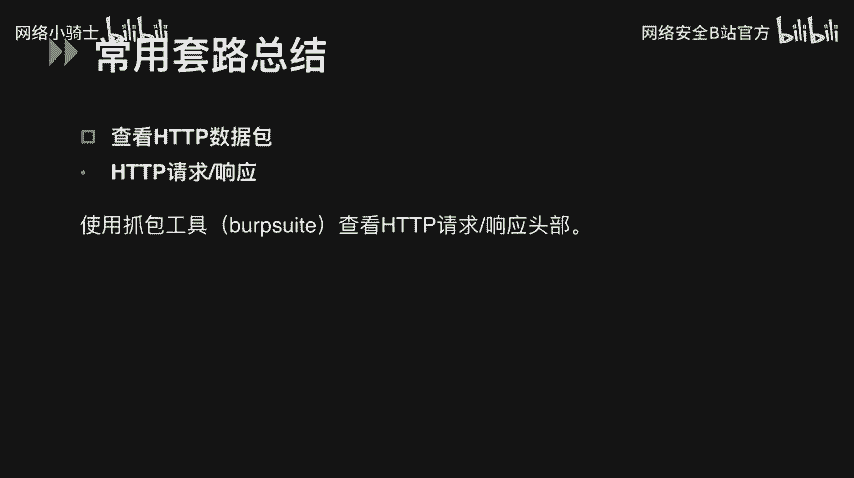 网络小骑士 bilibili
网络安全B站官方 bilibili
常用套路总结
查看HTTP数据包
HTTP请求/响应
使用抓包工具（burpsuite）查看HTTP请求/响应头部。